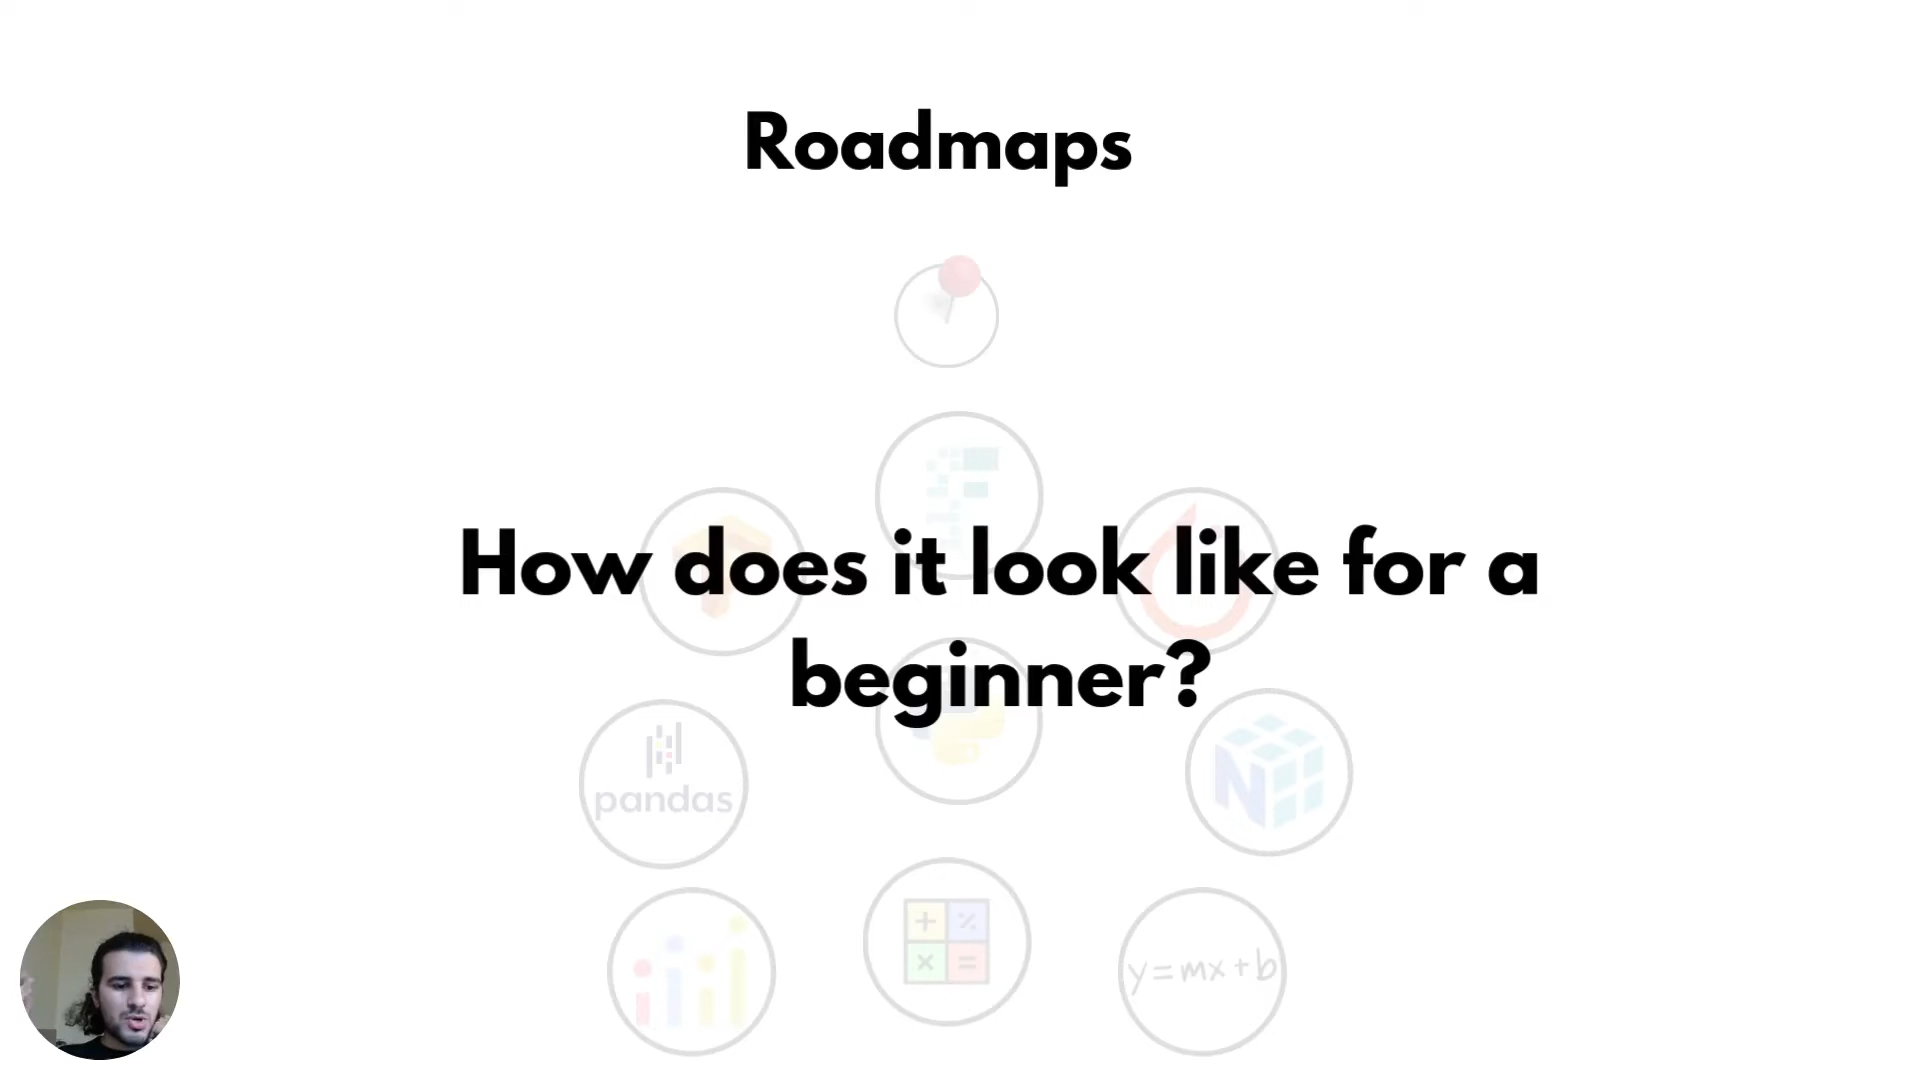 Roadmaps
How does it look like for a
beginner?
pandas
N
+ %
× =
y=mx+b